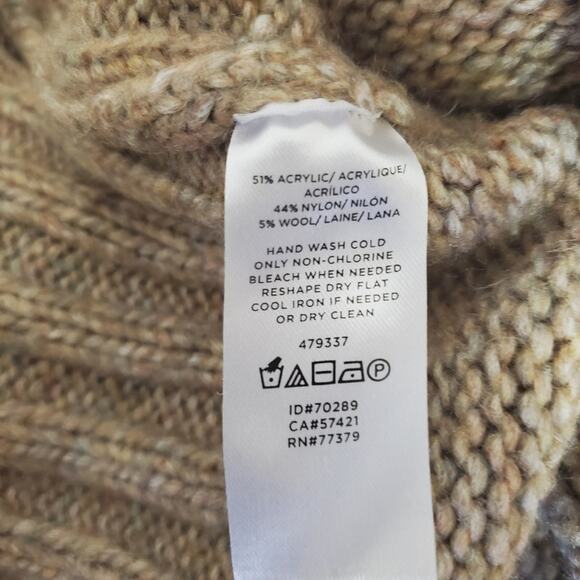 51% ACRYLIC/ ACRYLIQUE/
ACRÍLICO
44% NYLON/ NILÓN
5% WOOL/ LAINE/ LANA
HAND WASH COLD
ONLY NON-CHLORINE
BLEACH WHEN NEEDED
RESHAPE DRY FLAT
COOL IRON IF NEEDED
OR DRY CLEAN
479337
P
ID#70289
CA#57421
RN#77379